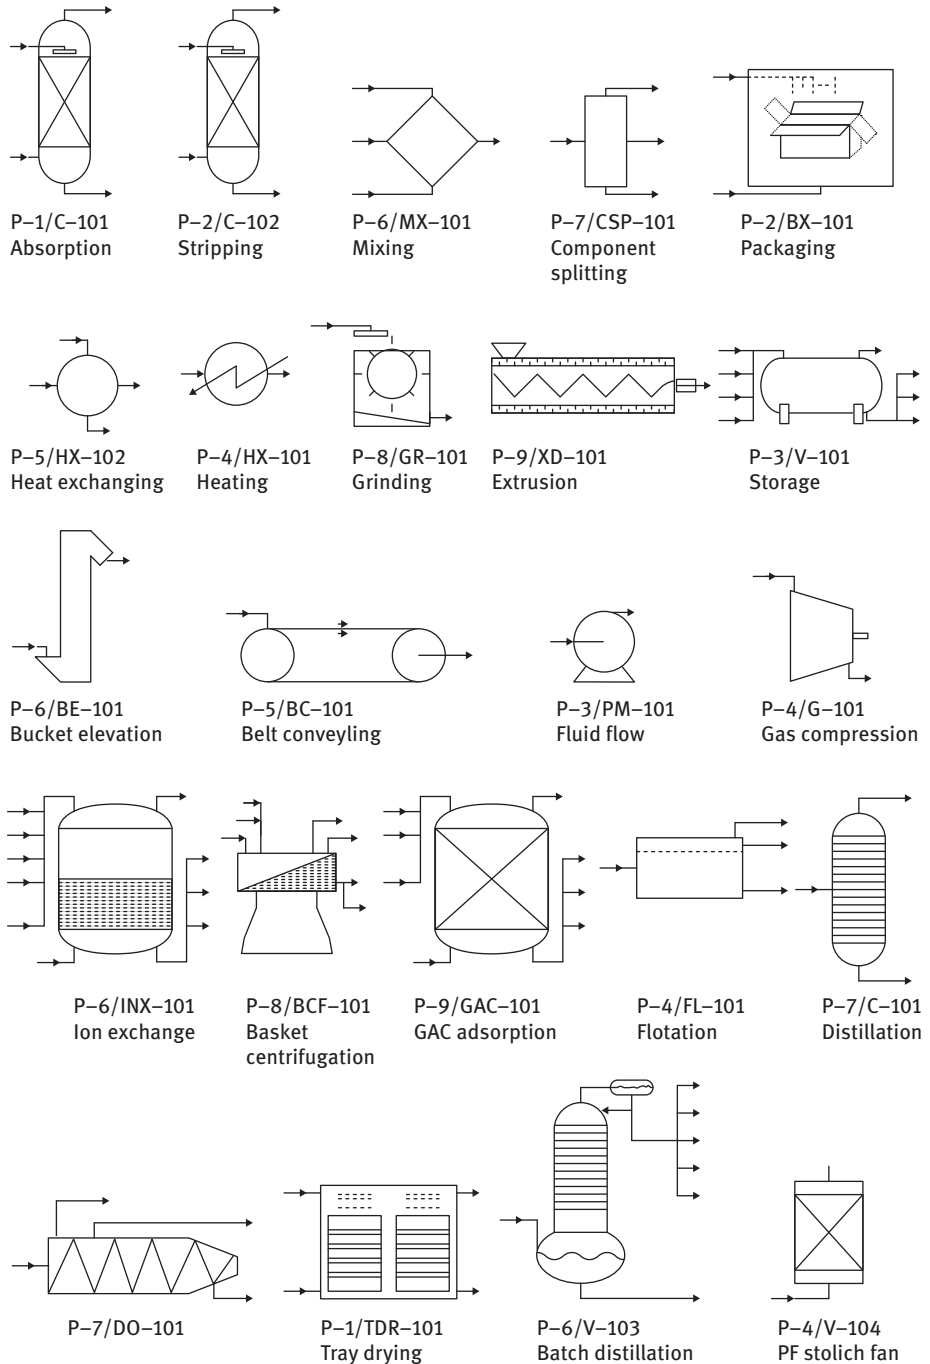 P–1/C–101
Absorption
P–2/C–102
Stripping
P–6/MX–101
Mixing
P–7/CSP–101
Component
splitting
P–2/BX–101
Packaging
P–5/HX–102
Heat exchanging
P–4/HX–101
Heating
P–8/GR–101
Grinding
P–9/XD–101
Extrusion
P–3/V–101
Storage
P–6/BE–101
Bucket elevation
P–5/BC–101
Belt conveyling
P–3/PM–101
Fluid flow
P–4/G–101
Gas compression
P–6/INX–101
Ion exchange
P–8/BCF–101
Basket
centrifugation
P–9/GAC–101
GAC adsorption
P–4/FL–101
Flotation
P–7/C–101
Distillation
P–7/DO–101
P–1/TDR–101
Tray drying
P–6/V–103
Batch distillation
P–4/V–104
PF stolich fan